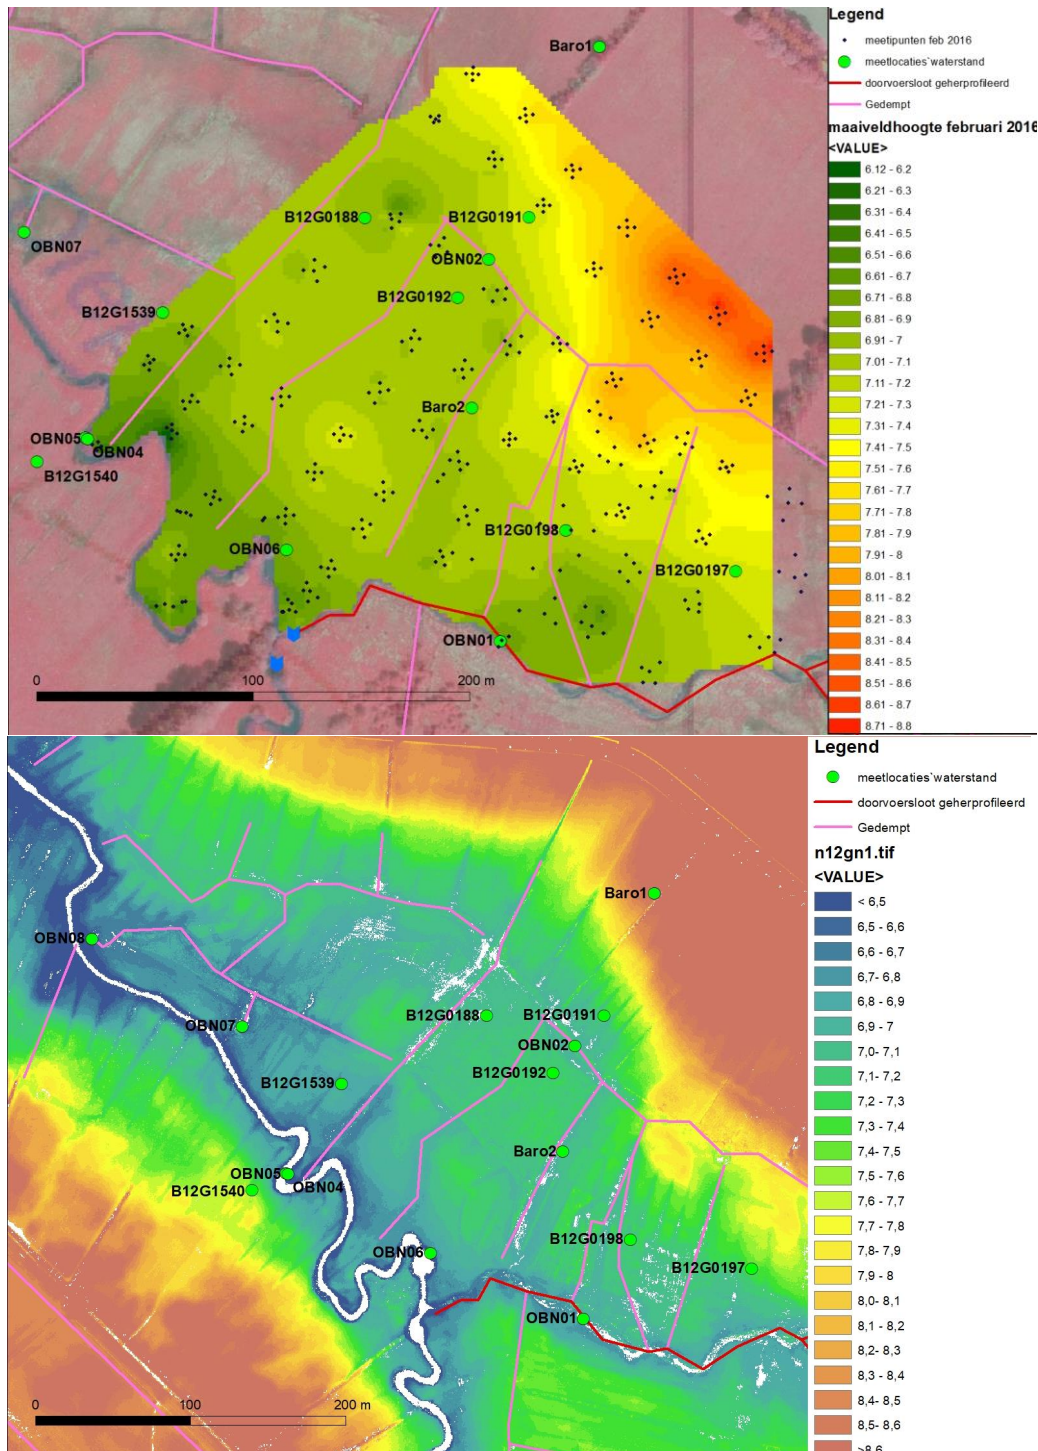 Legend
meetipunten feb 2016
meetlocaties`waterstand
doorvoersloot geherprofileerd
Gedempt
maaiveldhoogte februari 2016
<VALUE>
6.12 - 6.2
6.21 - 6.3
6.31 - 6.4
6.41 - 6.5
6.51 - 6.6
6.61 - 6.7
6.71 - 6.8
6.81 - 6.9
6.91 - 7
7.01 - 7.1
7.11 - 7.2
7.21 - 7.3
7.31 - 7.4
7.41 - 7.5
7.51 - 7.6
7.61 - 7.7
7.71 - 7.8
7.81 - 7.9
7.91 - 8
8.01 - 8.1
8.11 - 8.2
8.21 - 8.3
8.31 - 8.4
8.41 - 8.5
8.51 - 8.6
8.61 - 8.7
8.71 - 8.8
Baro1
B12G0188
B12G0191
OBN07
OBN02
B12G0192
B12G1539
Baro2
OBN05
OBN04
B12G1540
B12G0198
OBN06
B12G0197
OBN01
0 100 200 m
Legend
meetlocaties`waterstand
doorvoersloot geherprofileerd
Gedempt
n12gn1.tif
<VALUE>
< 6,5
6,5 - 6,6
6,6 - 6,7
6,7- 6,8
6,8 - 6,9
6,9 - 7
7,0- 7,1
7,1- 7,2
7,2 - 7,3
7,3 - 7,4
7,4- 7,5
7,5 - 7,6
7,6 - 7,7
7,7 - 7,8
7,8- 7,9
7,9 - 8
8,0- 8,1
8,1 - 8,2
8,2- 8,3
8,3 - 8,4
8,4- 8,5
8,5- 8,6
>8,6
Baro1
OBN08
B12G0188
B12G0191
OBN07
OBN02
B12G0192
B12G1539
Baro2
OBN05
OBN04
B12G1540
B12G0198
OBN06
B12G0197
OBN01
0 100 200 m